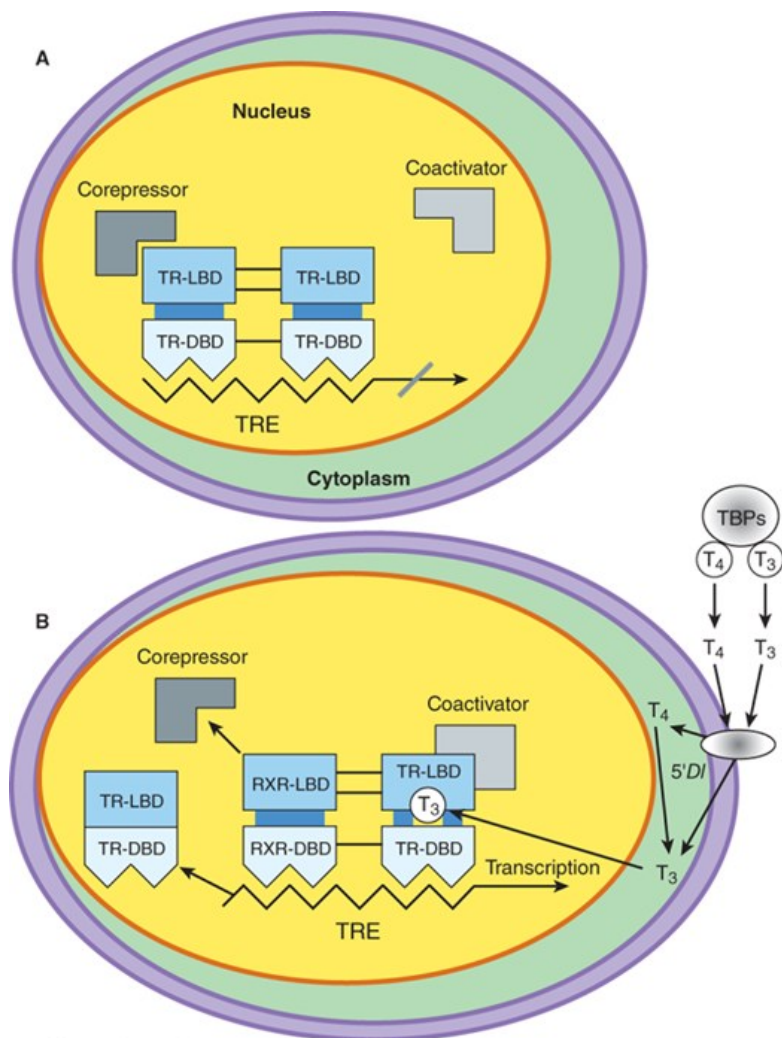 A
Nucleus
Corepressor
Coactivator
TR-LBD
TR-LBD
TR-DBD
TR-DBD
TRE
Cytoplasm
TBPs
T4
T3
T4
T3
B
Corepressor
Coactivator
T4
5'DI
TR-LBD
RXR-LBD
TR-LBD
T3
TR-DBD
RXR-DBD
TR-DBD
Transcription
T3
TRE